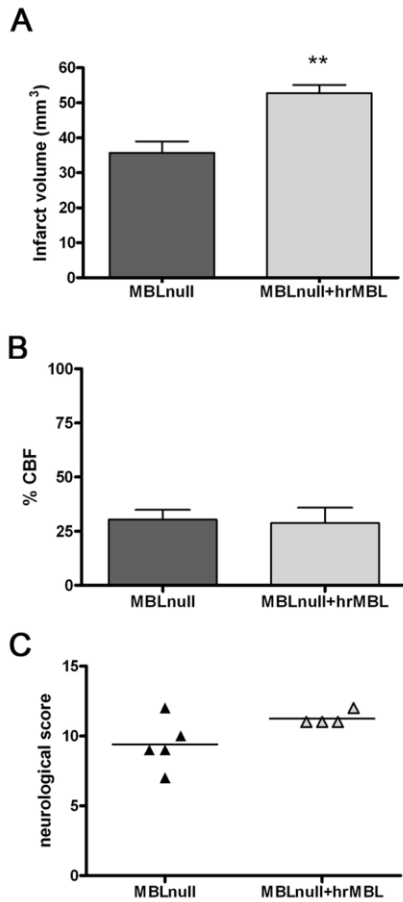 A
**
60
50
40
30
20
10
0
Infarct volume (mm³)
MBLnull MBLnull+hrMBL
B
100
75
50
25
0
% CBF
MBLnull MBLnull+hrMBL
C
15
10
5
0
neurological score
MBLnull MBLnull+hrMBL